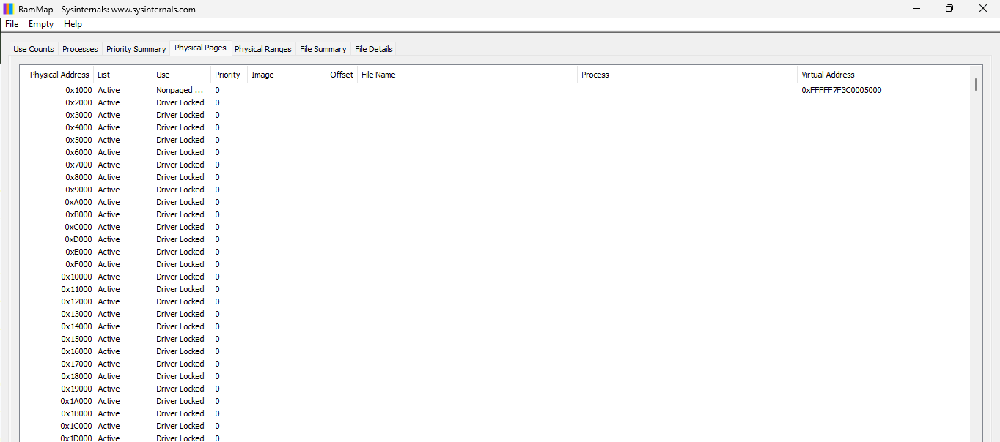 RamMap - Sysinternals: www.sysinternals.com
File Empty Help
Use Counts Processes Priority Summary Physical Pages Physical Ranges File Summary File Details
Physical Address List Use Priority Image Offset File Name Process Virtual Address
0x1000 Active Nonpaged ... 0 0xFFFFF7F3C0005000
0x2000 Active Driver Locked 0
0x3000 Active Driver Locked 0
0x4000 Active Driver Locked 0
0x5000 Active Driver Locked 0
0x6000 Active Driver Locked 0
0x7000 Active Driver Locked 0
0x8000 Active Driver Locked 0
0x9000 Active Driver Locked 0
0xA000 Active Driver Locked 0
0xB000 Active Driver Locked 0
0xC000 Active Driver Locked 0
0xD000 Active Driver Locked 0
0xE000 Active Driver Locked 0
0xF000 Active Driver Locked 0
0x10000 Active Driver Locked 0
0x11000 Active Driver Locked 0
0x12000 Active Driver Locked 0
0x13000 Active Driver Locked 0
0x14000 Active Driver Locked 0
0x15000 Active Driver Locked 0
0x16000 Active Driver Locked 0
0x17000 Active Driver Locked 0
0x18000 Active Driver Locked 0
0x19000 Active Driver Locked 0
0x1A000 Active Driver Locked 0
0x1B000 Active Driver Locked 0
0x1C000 Active Driver Locked 0
0x1D000 Active Driver Locked 0